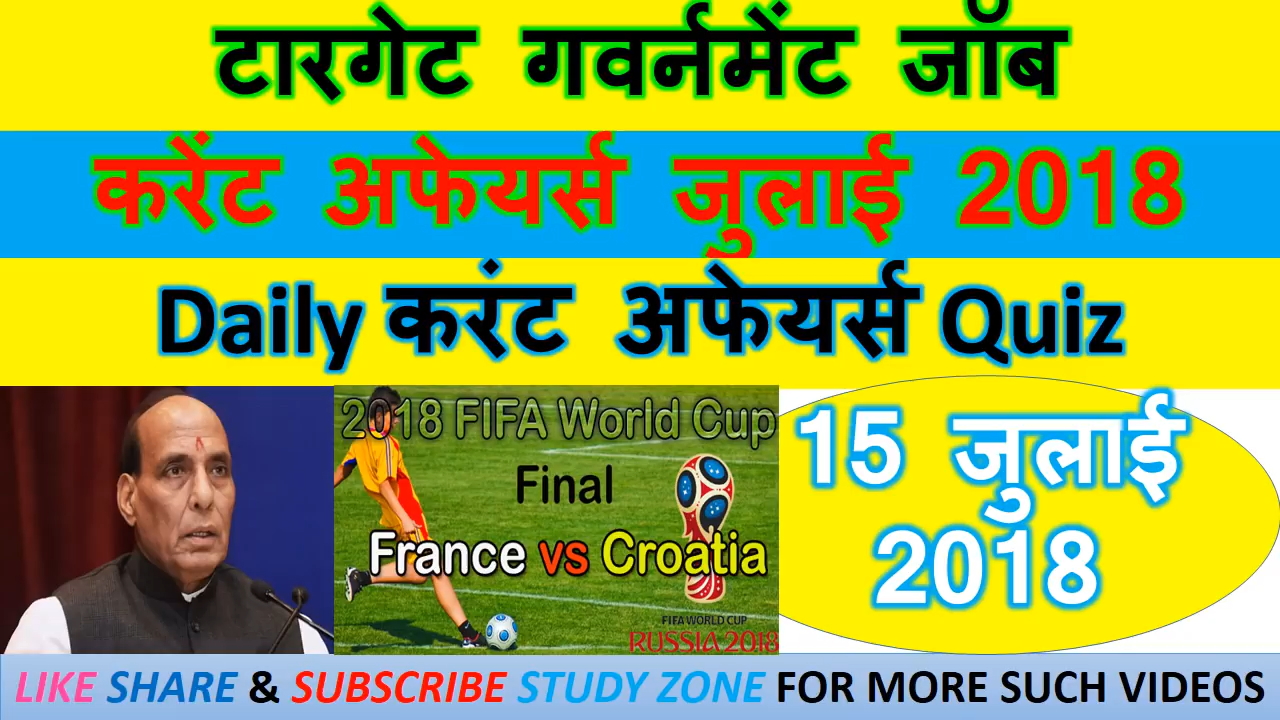 टारगेट गवर्नमेंट जॉब
करेंट अफेयर्स जुलाई 2018
Daily करंट अफेयर्स Quiz
2018 FIFA World Cup
Final
France vs Croatia
FIFA WORLD CUP
RUSSIA 2018
15 जुलाई
2018
LIKE SHARE & SUBSCRIBE STUDY ZONE FOR MORE SUCH VIDEOS